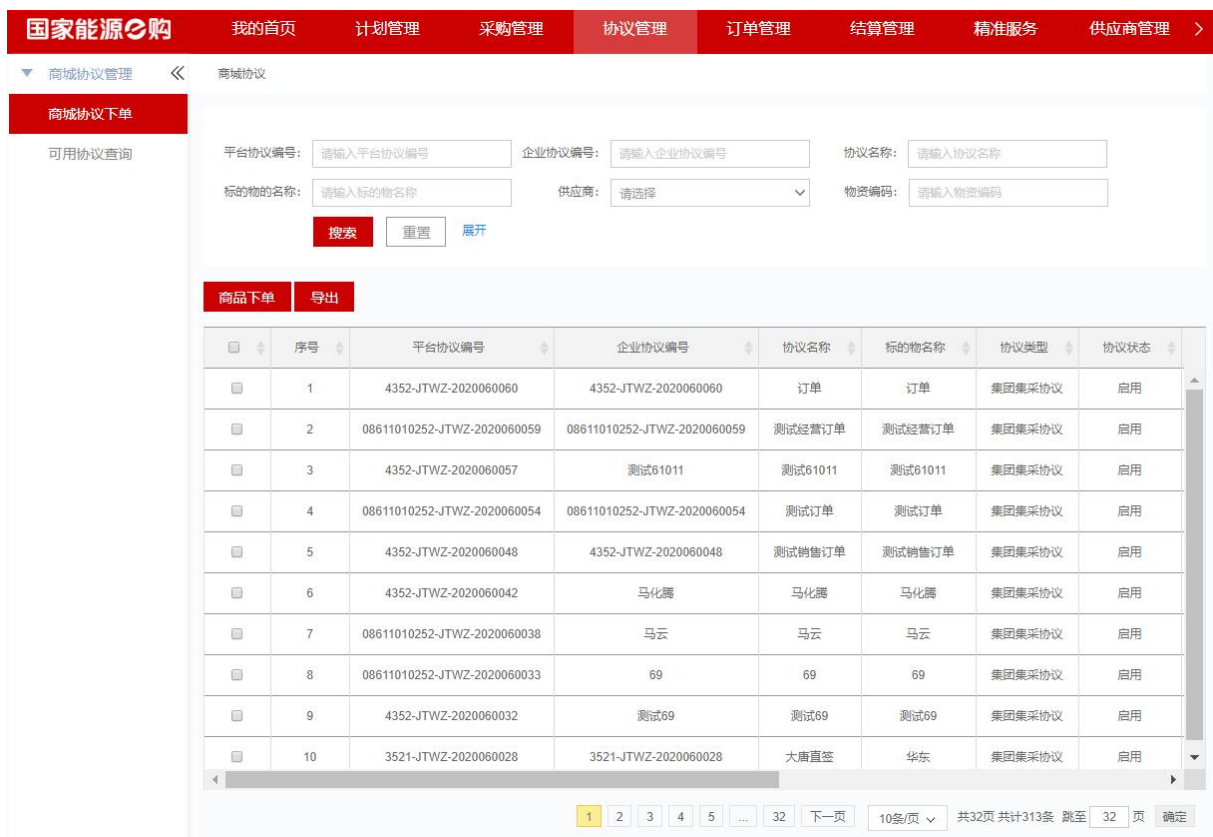 国家能源e购 我的首页 计划管理 采购管理 协议管理 订单管理 结算管理 精准服务 供应商管理
商城协议管理 商城协议
商城协议下单
可用协议查询
平台协议编号: 请输入平台协议编号 企业协议编号: 请输入企业协议编号 协议名称: 请输入协议名称
标的物的名称: 请输入标的物名称 供应商: 请选择 物资编码: 请输入物资编码
搜索 重置 展开
商品下单 导出
序号 平台协议编号 企业协议编号 协议名称 标的物名称 协议类型 协议状态
1 4352-JTWZ-2020060060 4352-JTWZ-2020060060 订单 订单 集团集采协议 启用
2 08611010252-JTWZ-2020060059 08611010252-JTWZ-2020060059 测试经营订单 测试经营订单 集团集采协议 启用
3 4352-JTWZ-2020060057 测试61011 测试61011 测试61011 集团集采协议 启用
4 08611010252-JTWZ-2020060054 08611010252-JTWZ-2020060054 测试订单 测试订单 集团集采协议 启用
5 4352-JTWZ-2020060048 4352-JTWZ-2020060048 测试销售订单 测试销售订单 集团集采协议 启用
6 4352-JTWZ-2020060042 马化腾 马化腾 马化腾 集团集采协议 启用
7 08611010252-JTWZ-2020060038 马云 马云 马云 集团集采协议 启用
8 08611010252-JTWZ-2020060033 69 69 69 集团集采协议 启用
9 4352-JTWZ-2020060032 测试69 测试69 测试69 集团集采协议 启用
10 3521-JTWZ-2020060028 3521-JTWZ-2020060028 大唐直签 华东 集团集采协议 启用
1 2 3 4 5 ... 32 下一页 10条/页 共32页 共计313条 跳至 32 页 确定